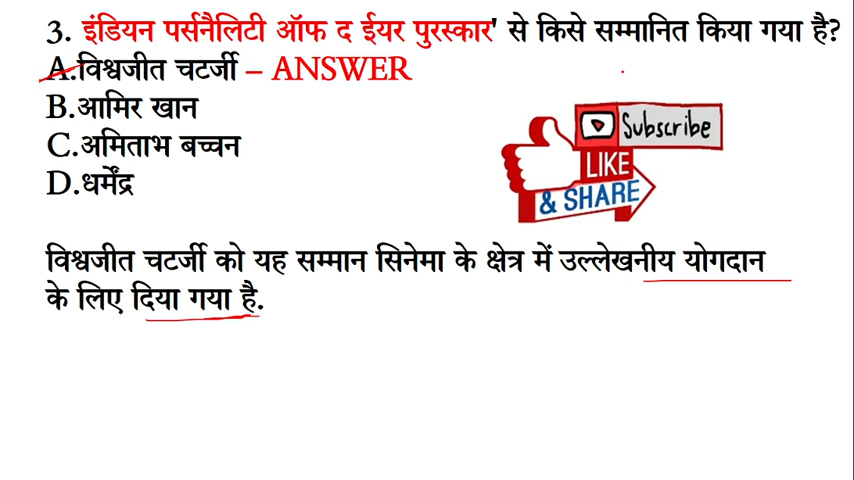 3. इंडियन पर्सनैलिटी ऑफ द ईयर पुरस्कार' से किसे सम्मानित किया गया है?
A.विश्वजीत चटर्जी – ANSWER
B.आमिर खान
C.अमिताभ बच्चन
D.धर्मेंद्र
Subscribe
LIKE
& SHARE
विश्वजीत चटर्जी को यह सम्मान सिनेमा के क्षेत्र में उल्लेखनीय योगदान
के लिए दिया गया है.